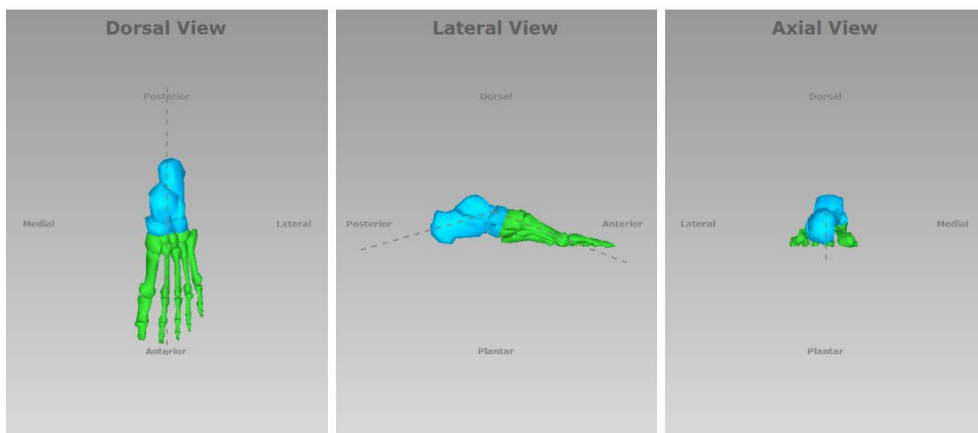 Dorsal View
Posterior
Medial
Lateral
Anterior
Lateral View
Dorsal
Posterior
Anterior
Plantar
Axial View
Dorsal
Lateral
Medial
Plantar